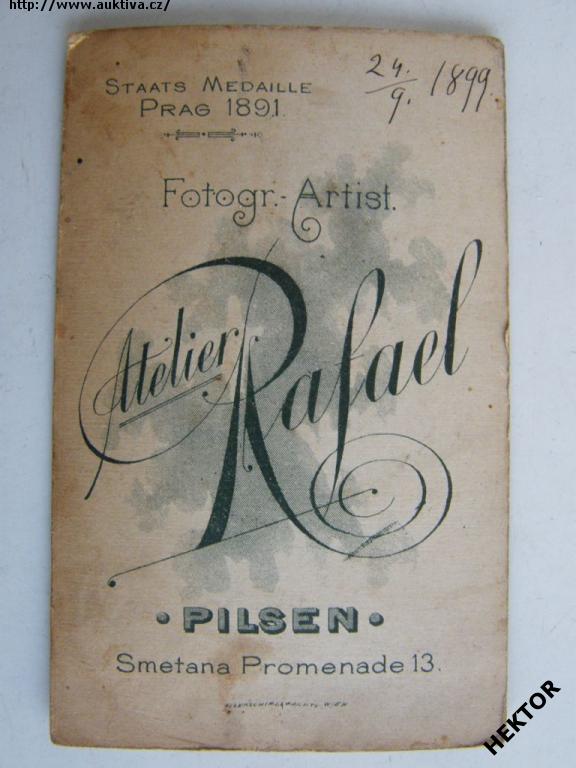 http://www.auktiva.cz/
STAATS MEDAILLE
PRAG 1891.
24. / 9. 1899.
Fotogr.- Artist.
Atelier Rafael
• PILSEN •
Smetana Promenade 13.
WIEN
HEKTOR